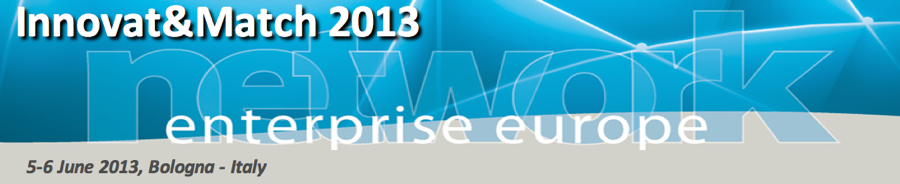 Innovat&Match 2013
network
enterprise europe
5-6 June 2013, Bologna - Italy